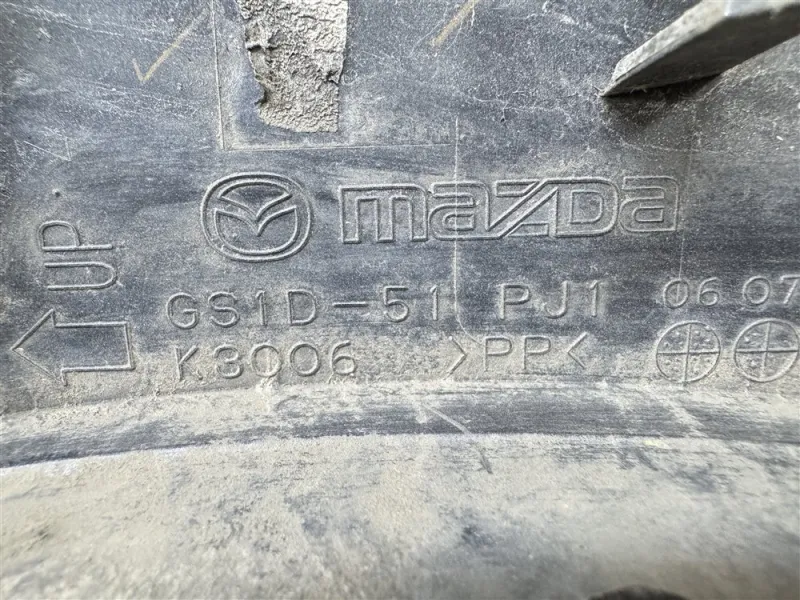 mazda
UP
GS1D-51 PJ1 06 07
K3006 >PP<